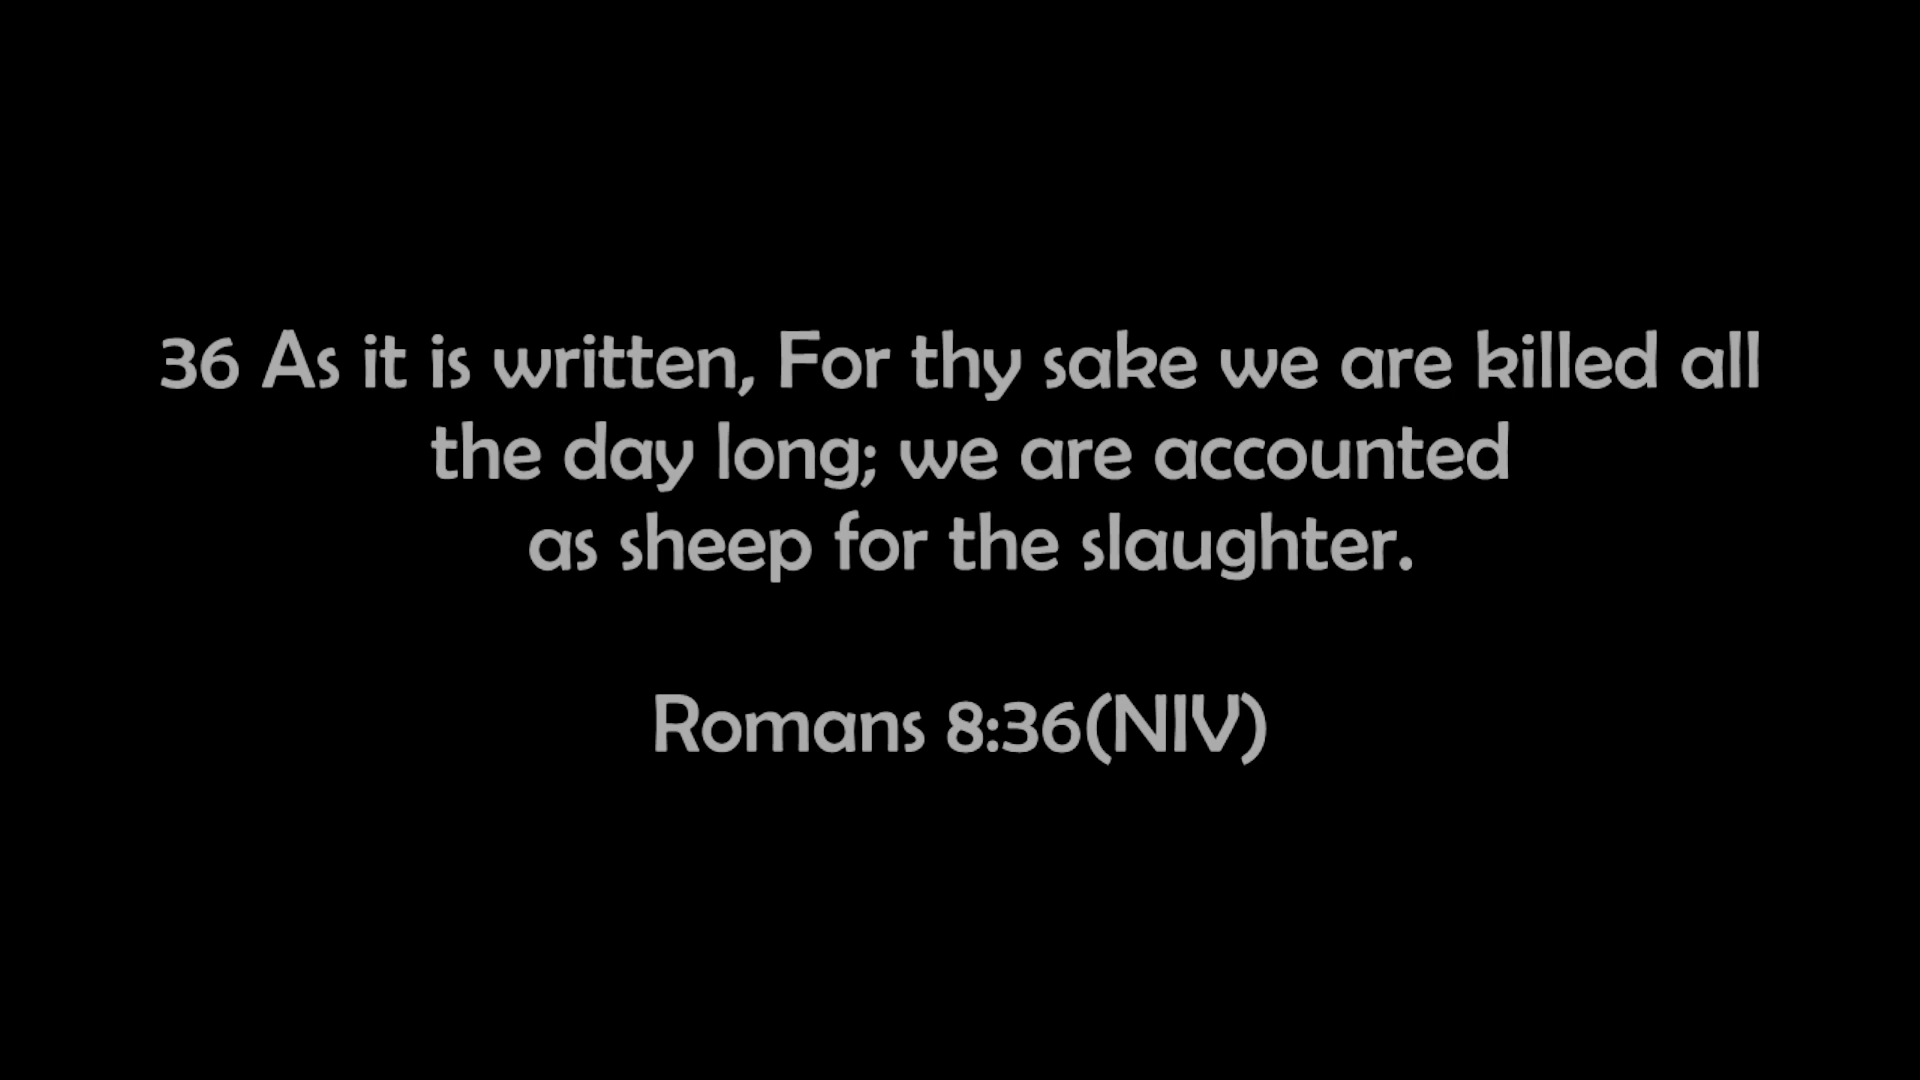 36 As it is written, For thy sake we are killed all
the day long; we are accounted
as sheep for the slaughter.
Romans 8:36(NIV)